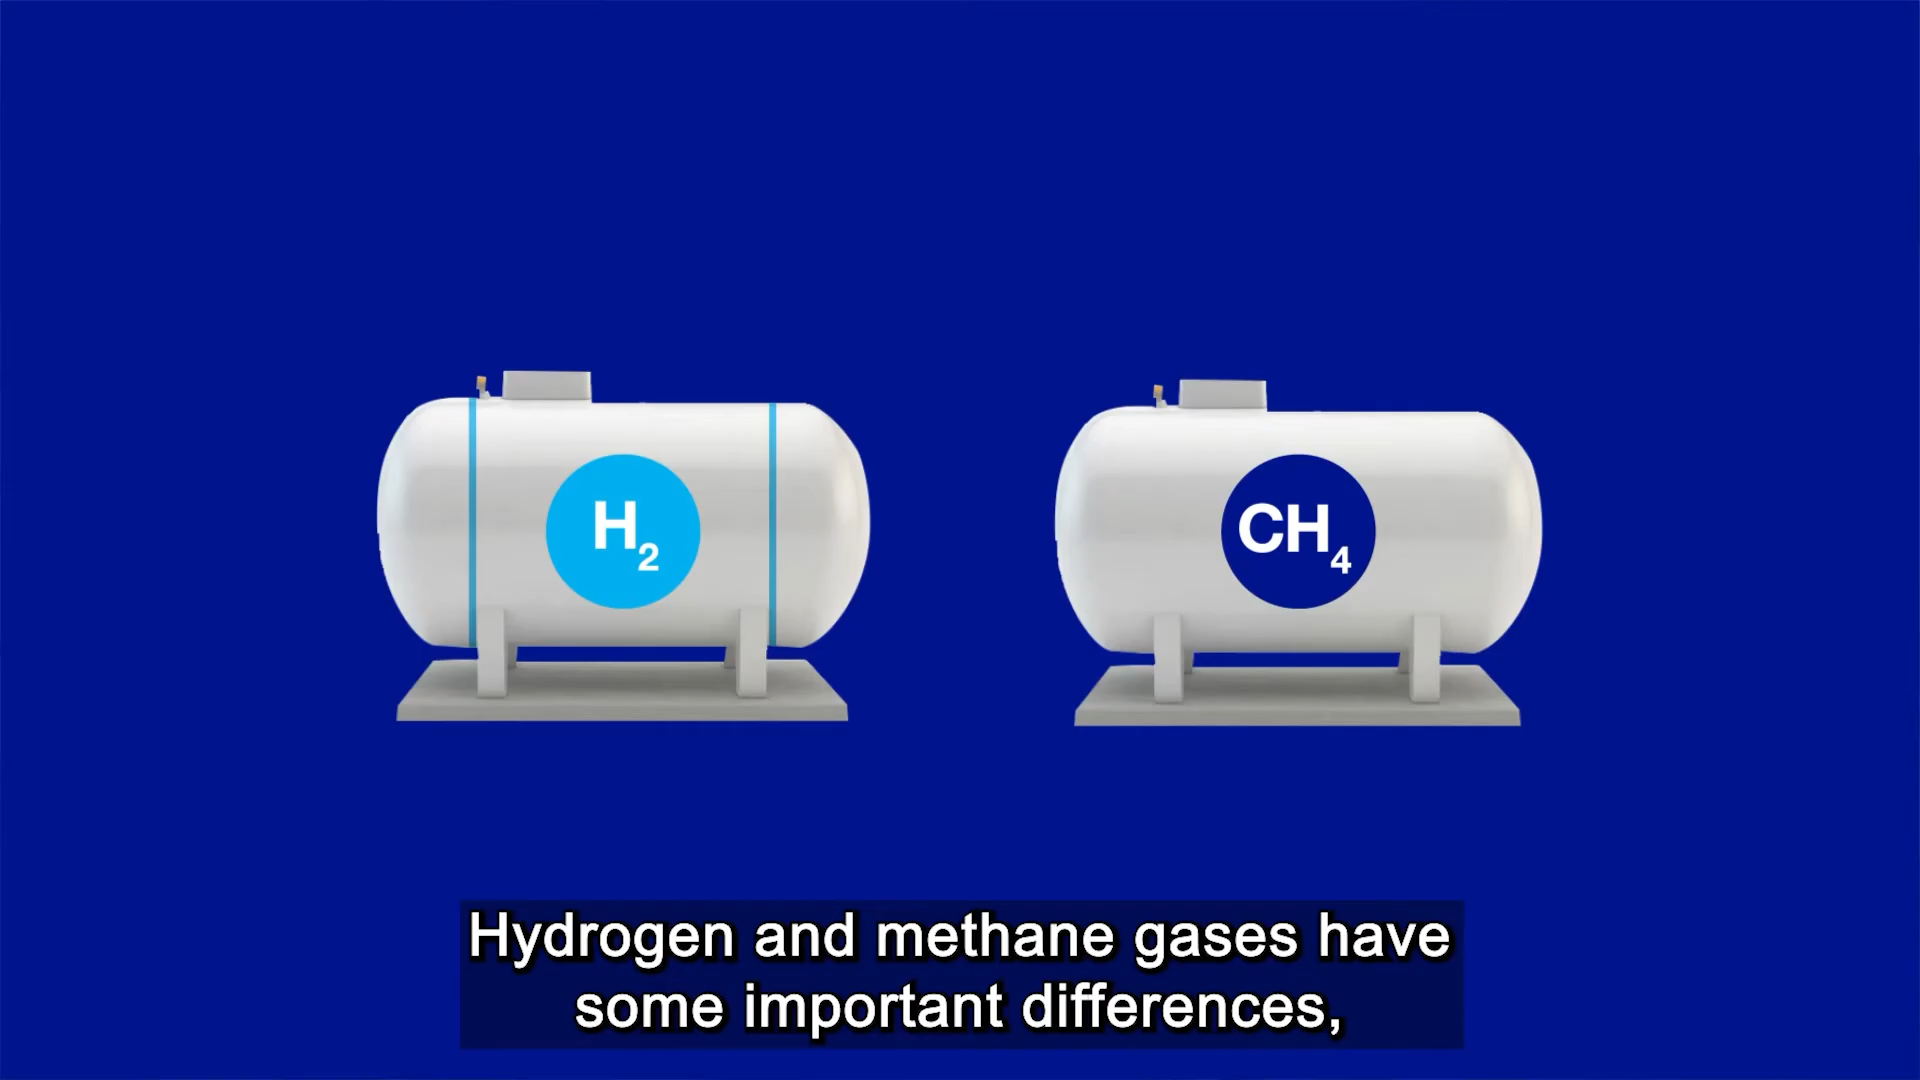 H₂
CH₄
Hydrogen and methane gases have
some important differences,